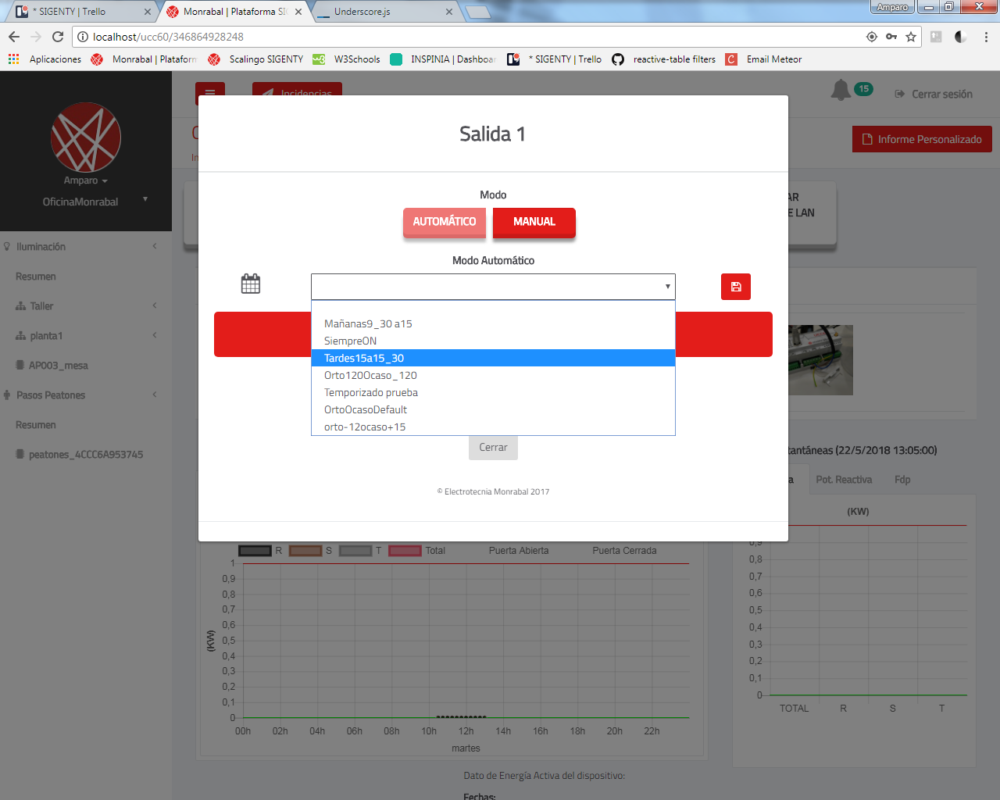 * SIGENTY | Trello
Monrabal | Plataforma SIG
Underscore.js
Amparo
localhost/ucc60/346864928248
Aplicaciones
Monrabal | Plataform
Scalingo SIGENTY
W3Schools
INSPINIA | Dashboar
* SIGENTY | Trello
reactive-table filters
Email Meteor
Incidencias
15
Cerrar sesión
Informe Personalizado
Amparo
OficinaMonrabal
Iluminación
Resumen
Taller
planta1
AP003_mesa
Pasos Peatones
Resumen
peatones_4CCC6A953745
AR
E LAN
Salida 1
Modo
AUTOMÁTICO
MANUAL
Modo Automático
Mañanas9_30 a15
SiempreON
Tardes15a15_30
Orto120Ocaso_120
Temporizado prueba
OrtoOcasoDefault
orto-12ocaso+15
Cerrar
© Electrotecnia Monrabal 2017
tantáneas (22/5/2018 13:05:00)
a
Pot. Reactiva
Fdp
(KW)
0,9
0,8
0,7
0,6
0,5
0,4
0,3
0,2
0,1
0
TOTAL
R
S
T
R
S
T
Total
Puerta Abierta
Puerta Cerrada
(KW)
1
0,9
0,8
0,7
0,6
0,5
0,4
0,3
0,2
0,1
0
00h
02h
04h
06h
08h
10h
12h
14h
16h
18h
20h
22h
martes
Dato de Energía Activa del dispositivo:
Fechas: